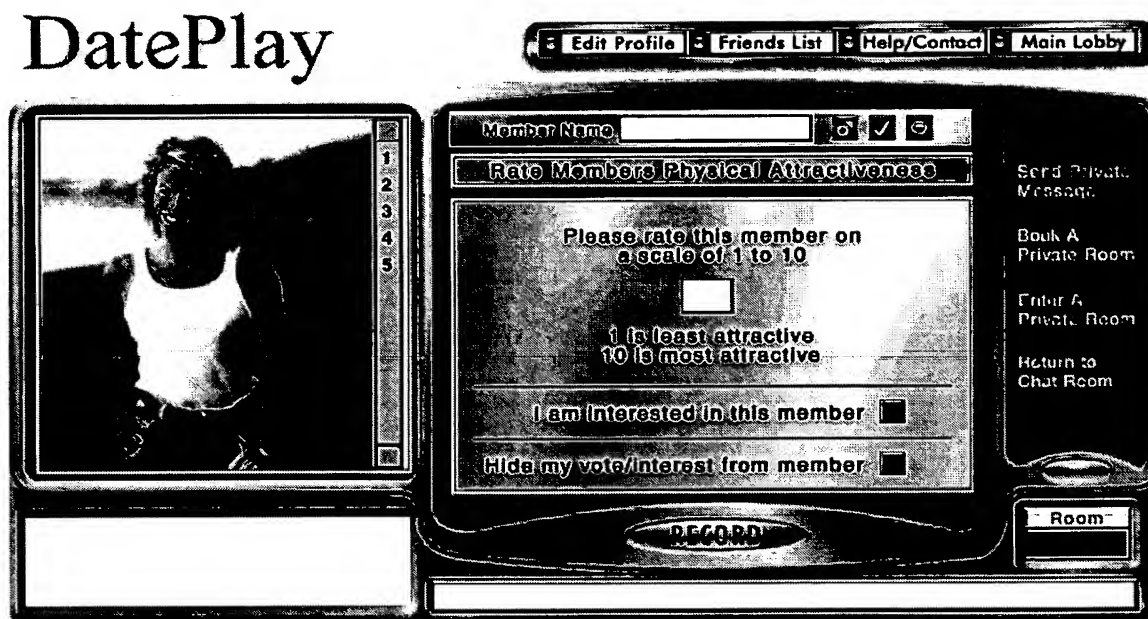 DatePlay
Edit Profile
Friends List
Help/Contact
Main Lobby
1
2
3
4
5
Member Name
Rate Members Physical Attractiveness
Please rate this member on
a scale of 1 to 10
1 is least attractive
10 is most attractive
I am interested in this member
Hide my vote/interest from member
RECORD
Send Private
Message
Book A
Private Room
Enter A
Private Room
Return to
Chat Room
Room